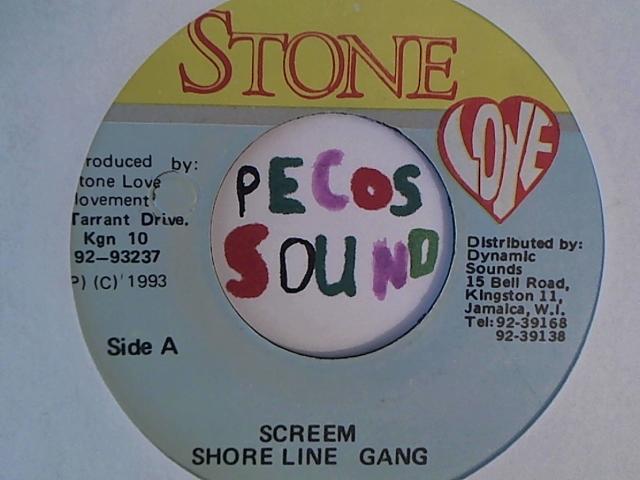 STONE
LOVE
roduced by:
tone Love
ovement
Tarrant Drive.
Kgn 10
92-93237
P) (C) 1993
Side A
PECOS
SOUND
Distributed by:
Dynamic
Sounds
15 Bell Road,
Kingston 11,
Jamaica, W.I.
Tel: 92-39168
92-39138
SCREEM
SHORE LINE GANG